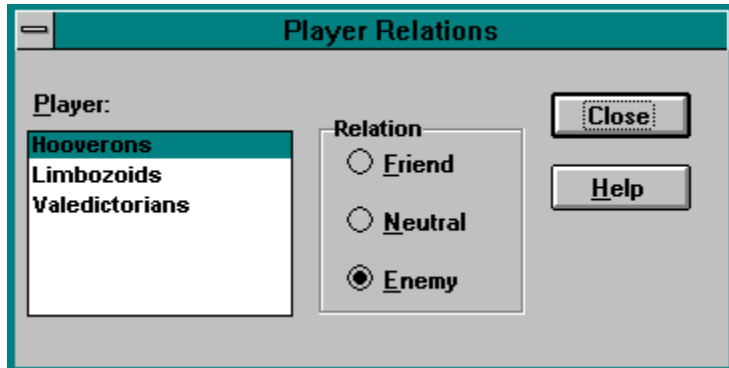 Player Relations
Player:
Hooverons
Limbozoids
Valedictorians
Relation
Friend
Neutral
Enemy
Close
Help